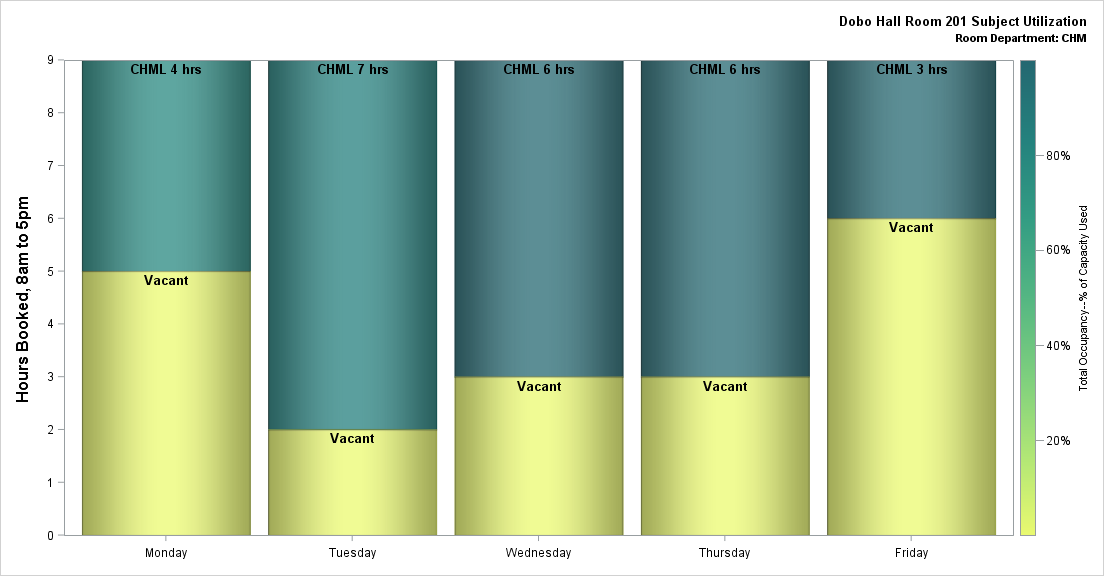 Dobo Hall Room 201 Subject Utilization
Room Department: CHM
Hours Booked, 8am to 5pm
9
8
7
6
5
4
3
2
1
0
CHML 4 hrs
Vacant
CHML 7 hrs
Vacant
CHML 6 hrs
Vacant
CHML 6 hrs
Vacant
CHML 3 hrs
Vacant
Monday
Tuesday
Wednesday
Thursday
Friday
80%
60%
40%
20%
Total Occupancy--% of Capacity Used